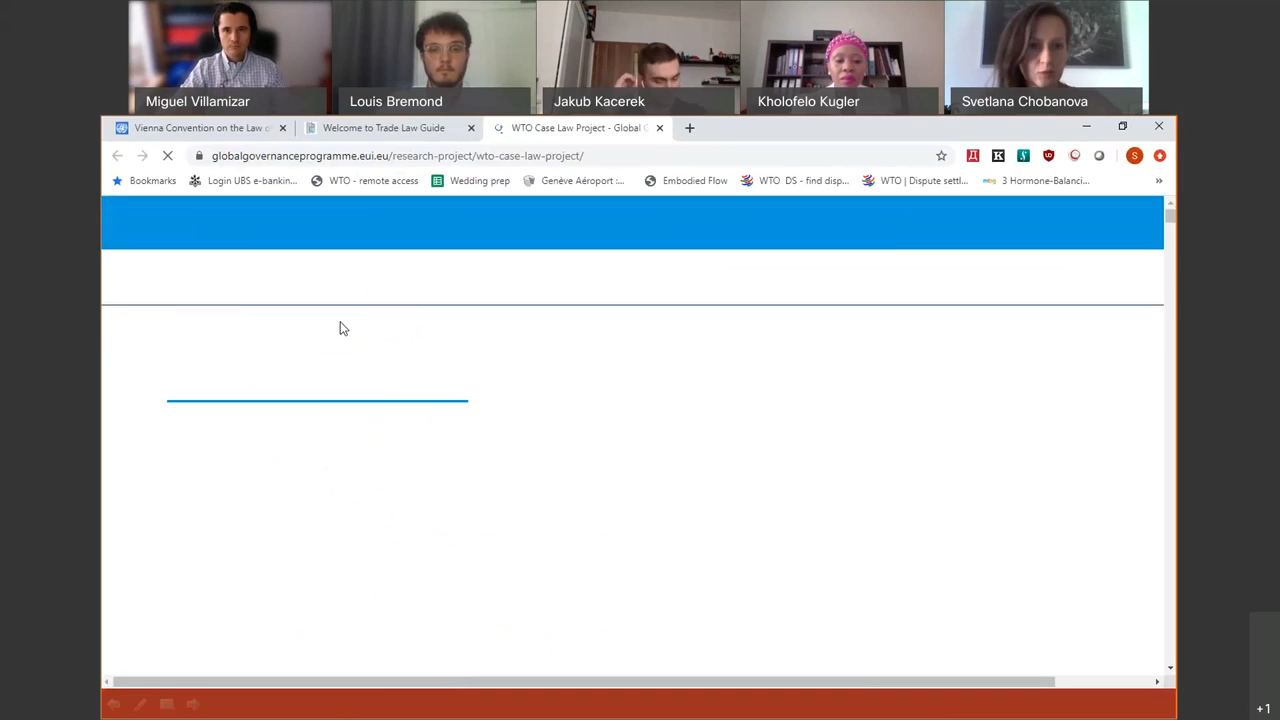 Miguel Villamizar
Louis Bremond
Jakub Kacerek
Kholofelo Kugler
Svetlana Chobanova
Vienna Convention on the Law of
Welcome to Trade Law Guide
WTO Case Law Project - Global G
globalgovernanceprogramme.eui.eu/research-project/wto-case-law-project/
Bookmarks
Login UBS e-bankin...
WTO - remote access
Wedding prep
Genève Aéroport :...
Embodied Flow
WTO DS - find disp...
WTO | Dispute settl...
3 Hormone-Balanci...
+1